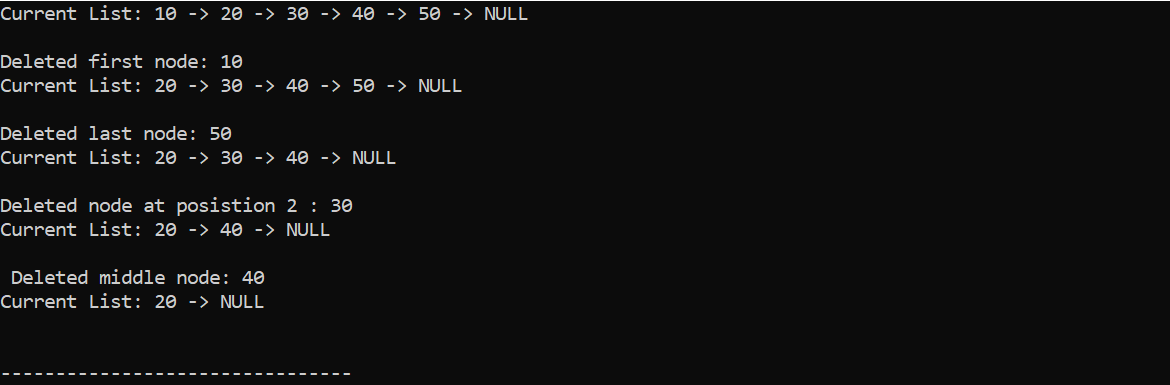 Current List: 10 -> 20 -> 30 -> 40 -> 50 -> NULL
Deleted first node: 10
Current List: 20 -> 30 -> 40 -> 50 -> NULL
Deleted last node: 50
Current List: 20 -> 30 -> 40 -> NULL
Deleted node at posistion 2 : 30
Current List: 20 -> 40 -> NULL
 Deleted middle node: 40
Current List: 20 -> NULL
--------------------------------